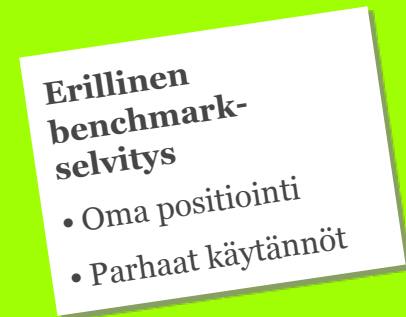 Erillinen
benchmark-
selvitys
• Oma positiointi
• Parhaat käytännöt